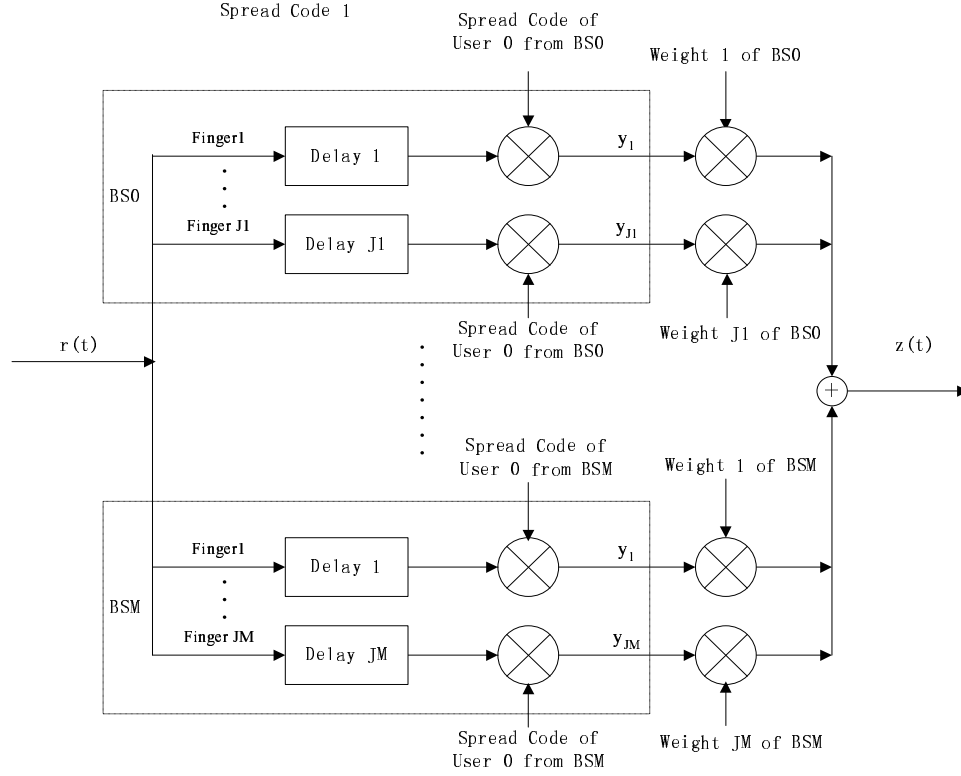 Spread Code 1
Spread Code of
User 0 from BS0
Weight 1 of BS0
Finger1
Delay 1
y1
BS0
Finger J1
Delay J1
yJ1
Spread Code of
User 0 from BS0
Weight J1 of BS0
r(t)
z(t)
+
Spread Code of
User 0 from BSM
Weight 1 of BSM
Finger1
Delay 1
y1
BSM
Finger JM
Delay JM
yJM
Spread Code of
User 0 from BSM
Weight JM of BSM